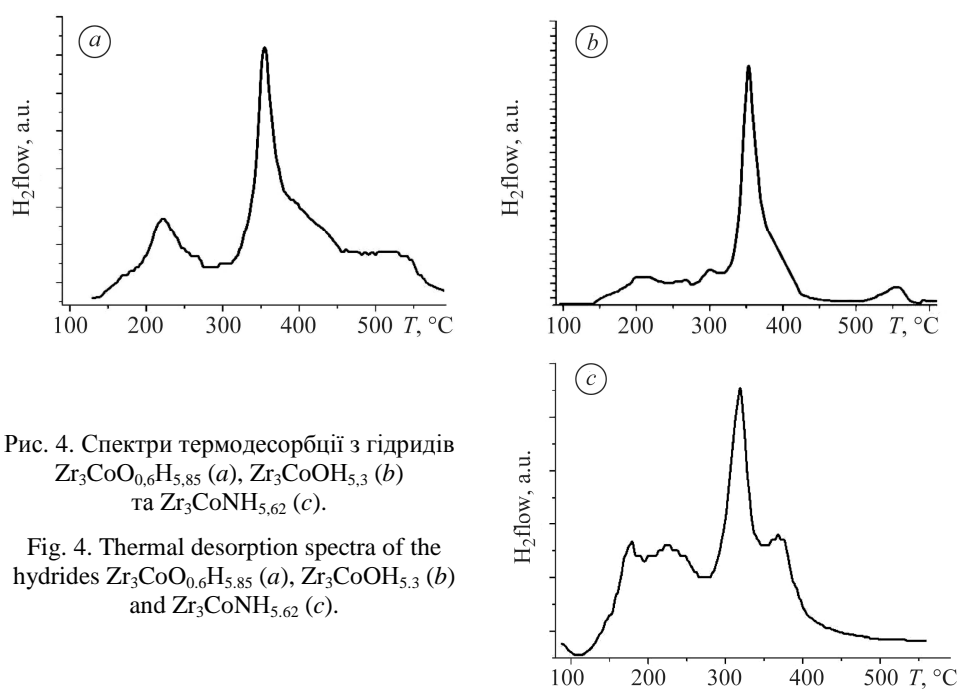 a
H₂flow, a.u.
100 200 300 400 500 T, °C
b
H₂flow, a.u.
100 200 300 400 500 T, °C
c
H₂flow, a.u.
100 200 300 400 500 T, °C
Рис. 4. Спектри термодесорбції з гідридів
Zr₃CoO₀,₆H₅,₈₅ (a), Zr₃CoOH₅,₃ (b)
та Zr₃CoNH₅,₆₂ (c).
Fig. 4. Thermal desorption spectra of the
hydrides Zr₃CoO₀.₆H₅.₈₅ (a), Zr₃CoOH₅.₃ (b)
and Zr₃CoNH₅.₆₂ (c).